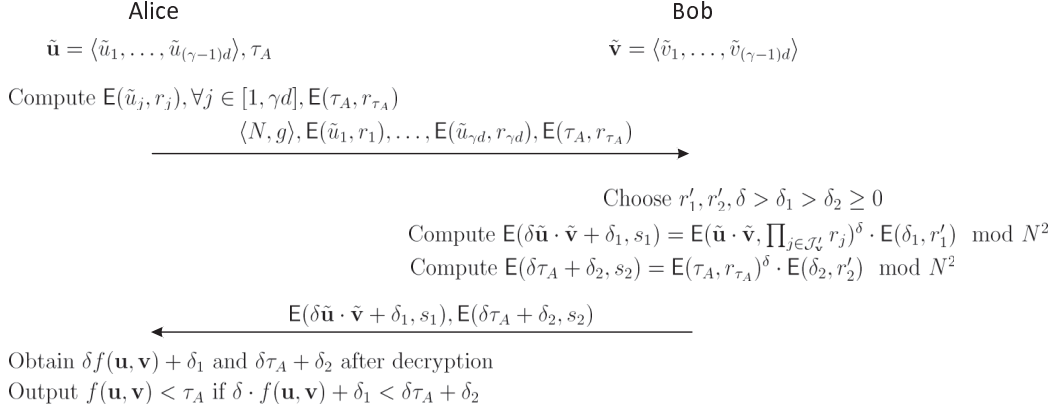 Alice Bob
ũ = ⟨ũ₁, . . . , ũ₍γ₋₁₎d⟩, τ_A ṽ = ⟨ṽ₁, . . . , ṽ₍γ₋₁₎d⟩
Compute E(ũ_j, r_j), ∀j ∈ [1, γd], E(τ_A, r_{τ_A})
⟨N, g⟩, E(ũ₁, r₁), . . . , E(ũ_{γd}, r_{γd}), E(τ_A, r_{τ_A})
Choose r′₁, r′₂, δ > δ₁ > δ₂ ≥ 0
Compute E(δũ · ṽ + δ₁, s₁) = E(ũ · ṽ, ∏_{j∈𝒥′_v} r_j)^δ · E(δ₁, r′₁) mod N²
Compute E(δτ_A + δ₂, s₂) = E(τ_A, r_{τ_A})^δ · E(δ₂, r′₂) mod N²
E(δũ · ṽ + δ₁, s₁), E(δτ_A + δ₂, s₂)
Obtain δf(u, v) + δ₁ and δτ_A + δ₂ after decryption
Output f(u, v) < τ_A if δ · f(u, v) + δ₁ < δτ_A + δ₂